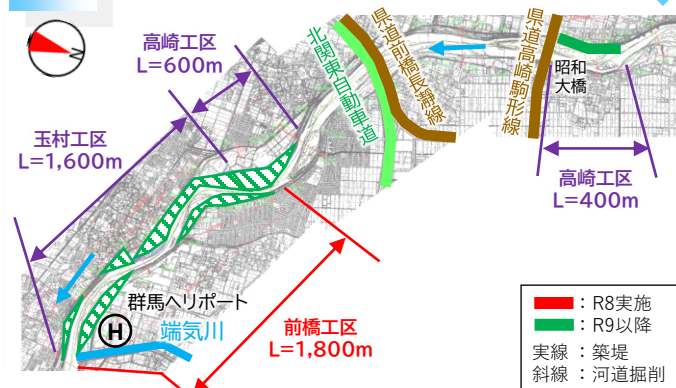 N
高崎工区
L=600m
玉村工区
L=1,600m
北関東自動車道
県道前橋長瀞線
県道高崎駒形線
昭和
大橋
高崎工区
L=400m
群馬ヘリポート
H
端気川
前橋工区
L=1,800m
：R8実施
：R9以降
実線 ：築堤
斜線 ：河道掘削